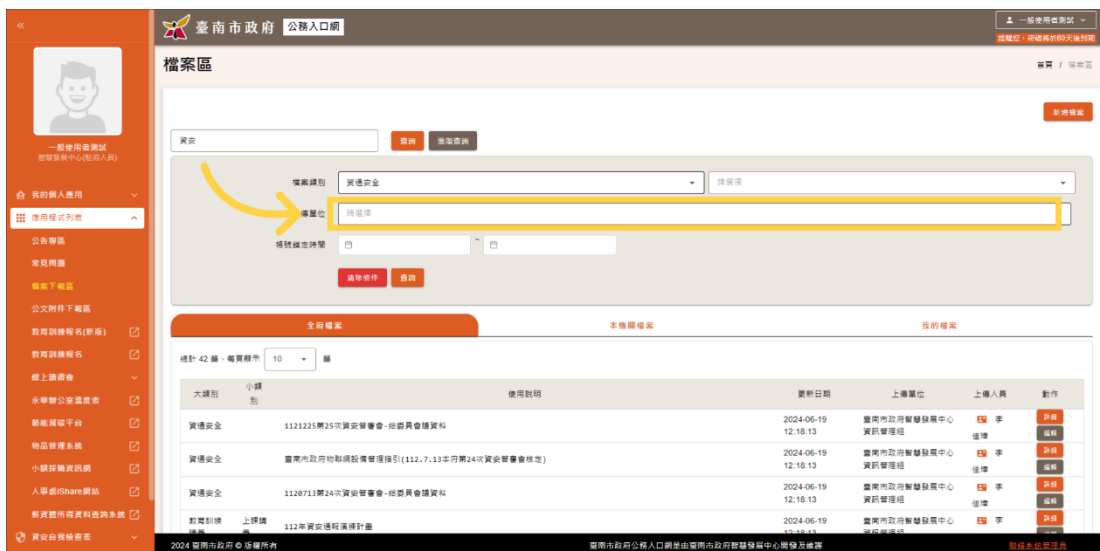 «
臺南市政府 公務入口網
一般使用者測試
提醒您，密碼將於60天後到期
檔案區
首頁 / 檔案區
新增檔案
資安
查詢
進階查詢
檔案類別
資通安全
請選擇
傳單位
請選擇
帳號鎖定時間
~
清除條件
查詢
一般使用者測試
智慧發展中心(駐府人員)
我的個人應用
應用程式列表
公告專區
常見問題
檔案下載區
公文附件下載區
教育訓練報名(新版)
教育訓練報名
線上讀書會
永華辦公室溫度表
節能減碳平台
物品管理系統
小額採購資訊網
人事處iShare網站
薪資暨所得資料查詢系統
資安自我檢查表
全府檔案
本機關檔案
我的檔案
總計 42 筆，每頁顯示 10 筆
大類別
小類別
使用說明
更新日期
上傳單位
上傳人員
動作
資通安全
1121225第25次資安管審會-給委員會議資料
2024-06-19
12:18:13
臺南市政府智慧發展中心
資訊管理組
李
佳璋
詳細
編輯
資通安全
臺南市政府物聯網設備管理指引(112.7.13本府第24次資安管審會核定)
2024-06-19
12:18:13
臺南市政府智慧發展中心
資訊管理組
李
佳璋
詳細
編輯
資通安全
1120713第24次資安管審會-給委員會議資料
2024-06-19
12:18:13
臺南市政府智慧發展中心
資訊管理組
李
佳璋
詳細
編輯
教育訓練
上課講
112年資安通報演練計畫
2024-06-19
臺南市政府智慧發展中心
李
詳細
2024 臺南市政府 © 版權所有
臺南市政府公務入口網是由臺南市政府智慧發展中心開發及維護
聯絡系統管理員